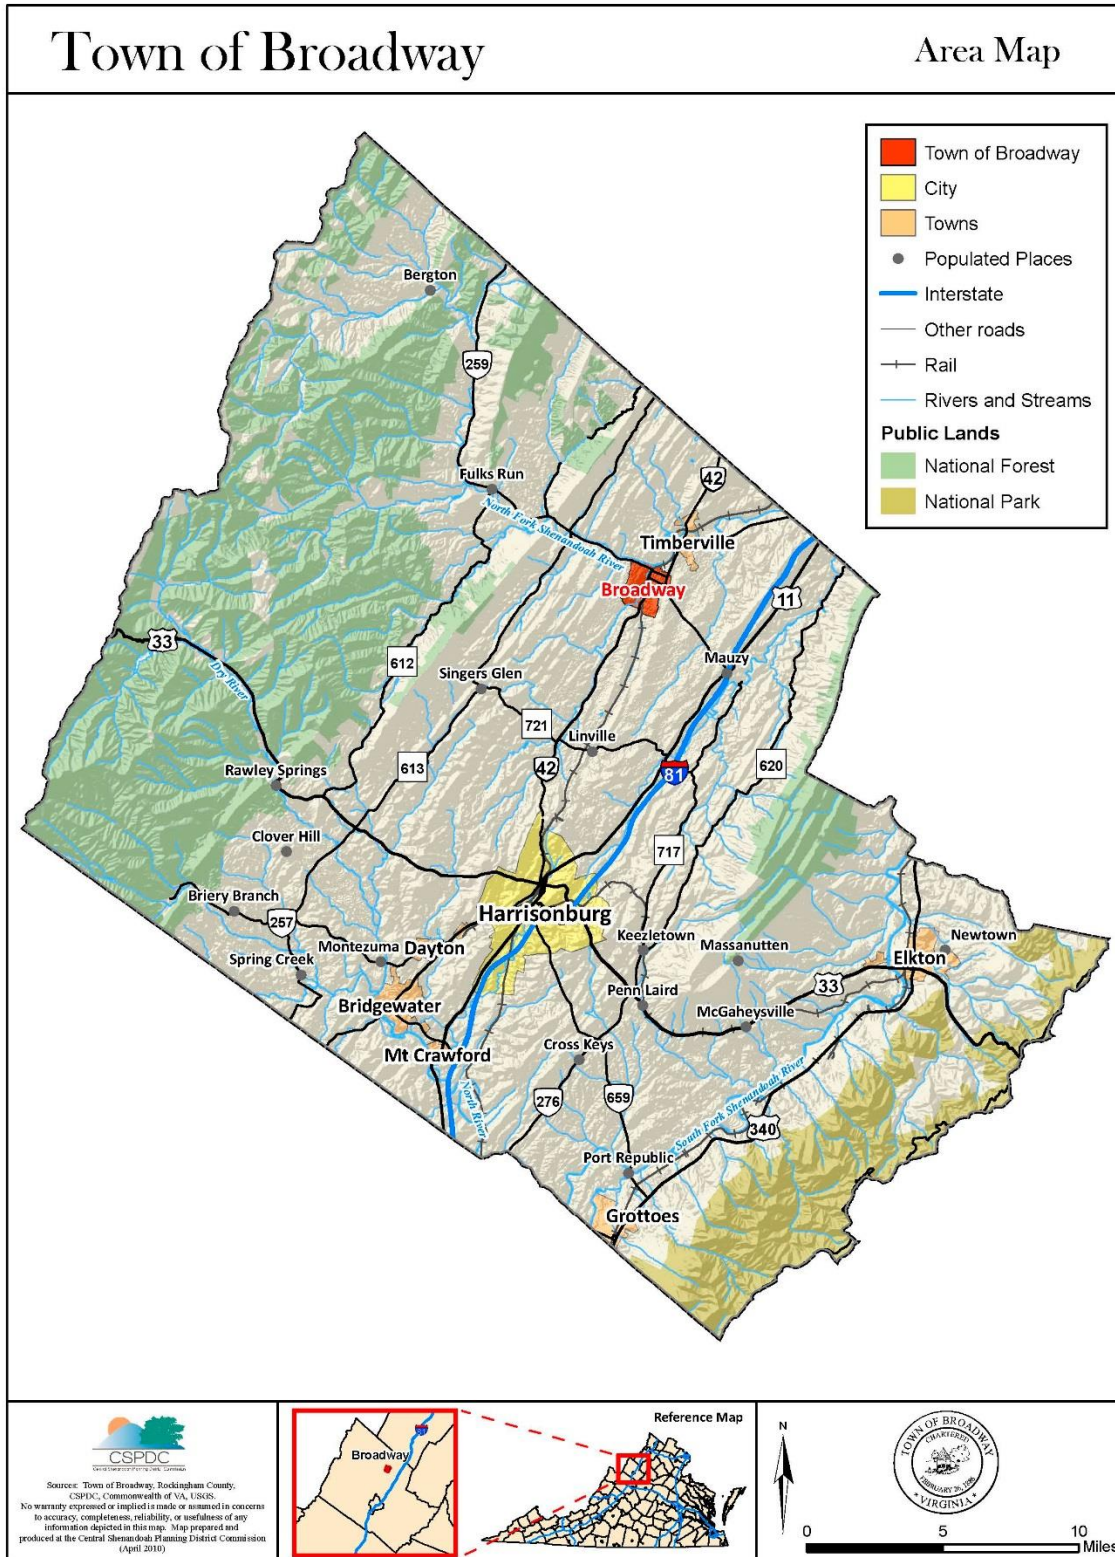 Town of Broadway
Area Map
Town of Broadway
City
Towns
Populated Places
Interstate
Other roads
Rail
Rivers and Streams
Public Lands
National Forest
National Park
Bergton
259
Fulks Run
42
North Fork Shenandoah River
Timberville
Broadway
11
33
Dry River
612
Mauzy
Singers Glen
721
Linville
613
42
81
620
Rawley Springs
Clover Hill
717
Briery Branch
257
Harrisonburg
Montezuma
Dayton
Keezletown
Massanutten
Newtown
Elkton
Spring Creek
Bridgewater
Penn Laird
33
McGaheysville
Mt Crawford
Cross Keys
North River
276
659
South Fork Shenandoah River
340
Port Republic
Grottoes
CSPDC
Central Shenandoah Planning District Commission
Sources: Town of Broadway, Rockingham County,
CSPDC, Commonwealth of VA, USGS.
No warranty expressed or implied is made or assumed in concerns
to accuracy, completeness, reliability, or usefulness of any
information depicted in this map. Map prepared and
produced at the Central Shenandoah Planning District Commission
(April 2010)
Broadway
Reference Map
N
TOWN OF BROADWAY
CHARTERED
VIRGINIA
0 5 10
Miles